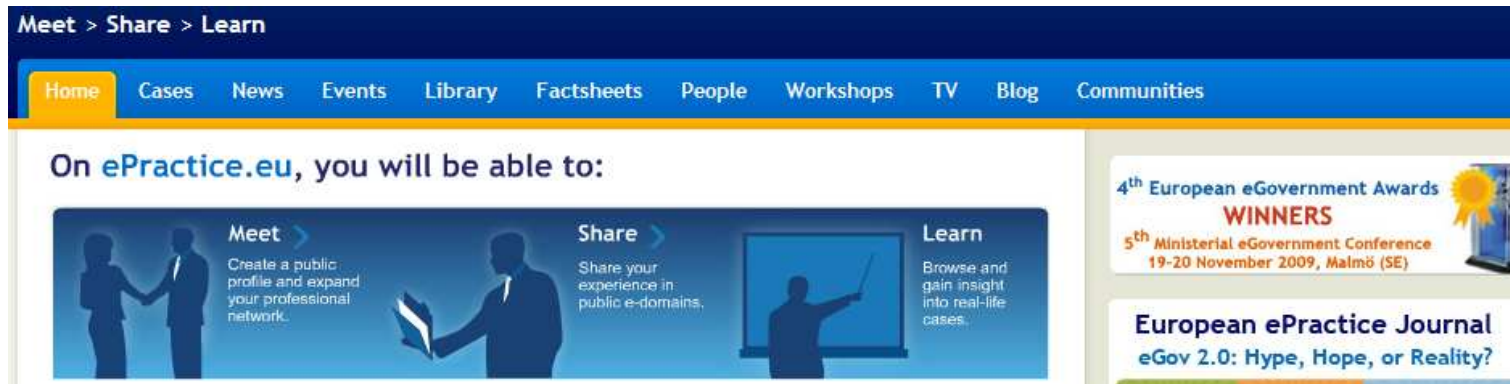 Meet > Share > Learn
Home Cases News Events Library Factsheets People Workshops TV Blog Communities
On ePractice.eu, you will be able to:
Meet >
Create a public
profile and expand
your professional
network.
Share >
Share your
experience in
public e-domains.
Learn
Browse and
gain insight
into real-life
cases.
4th European eGovernment Awards
WINNERS
5th Ministerial eGovernment Conference
19-20 November 2009, Malmö (SE)
European ePractice Journal
eGov 2.0: Hype, Hope, or Reality?